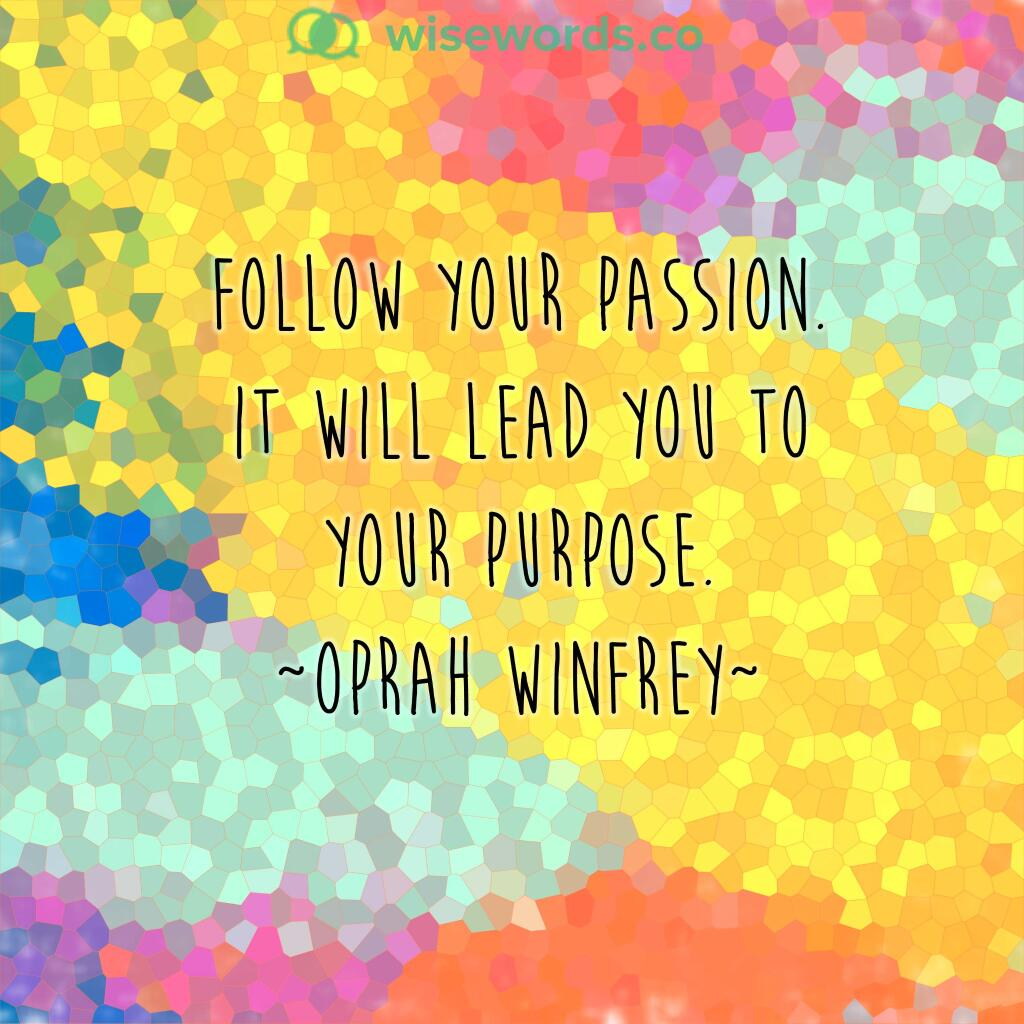 wisewords.co
FOLLOW YOUR PASSION.
IT WILL LEAD YOU TO
YOUR PURPOSE.
~OPRAH WINFREY~